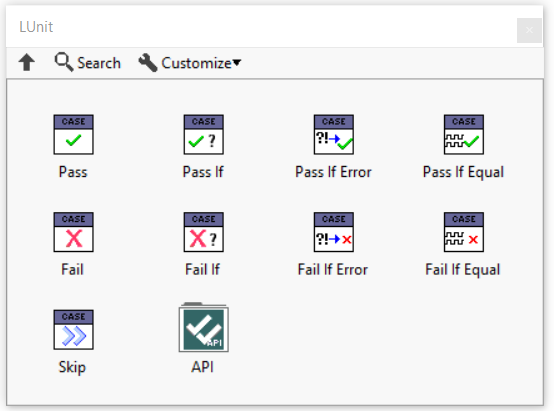 LUnit
Search Customize
CASE CASE CASE CASE
? ?!
Pass Pass If Pass If Error Pass If Equal
CASE CASE CASE CASE
? ?!
Fail Fail If Fail If Error Fail If Equal
CASE
API
Skip API